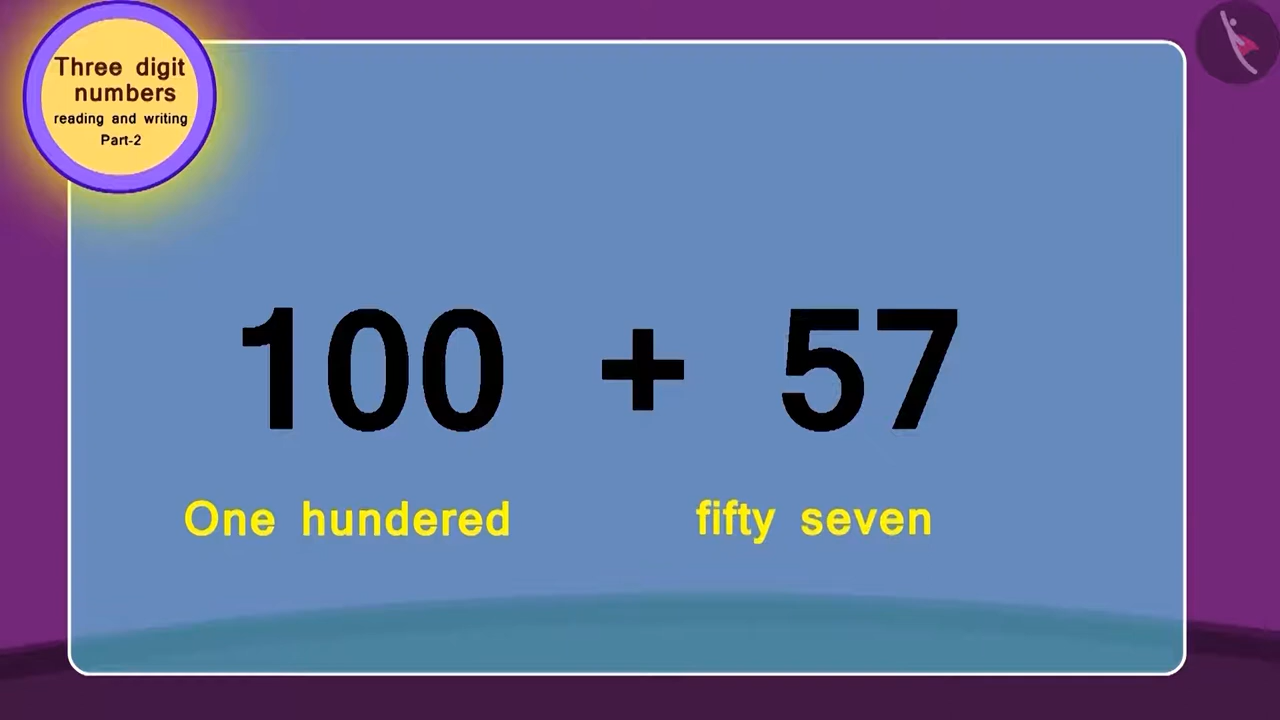 Three digit
numbers
reading and writing
Part-2
100 + 57
One hundered fifty seven